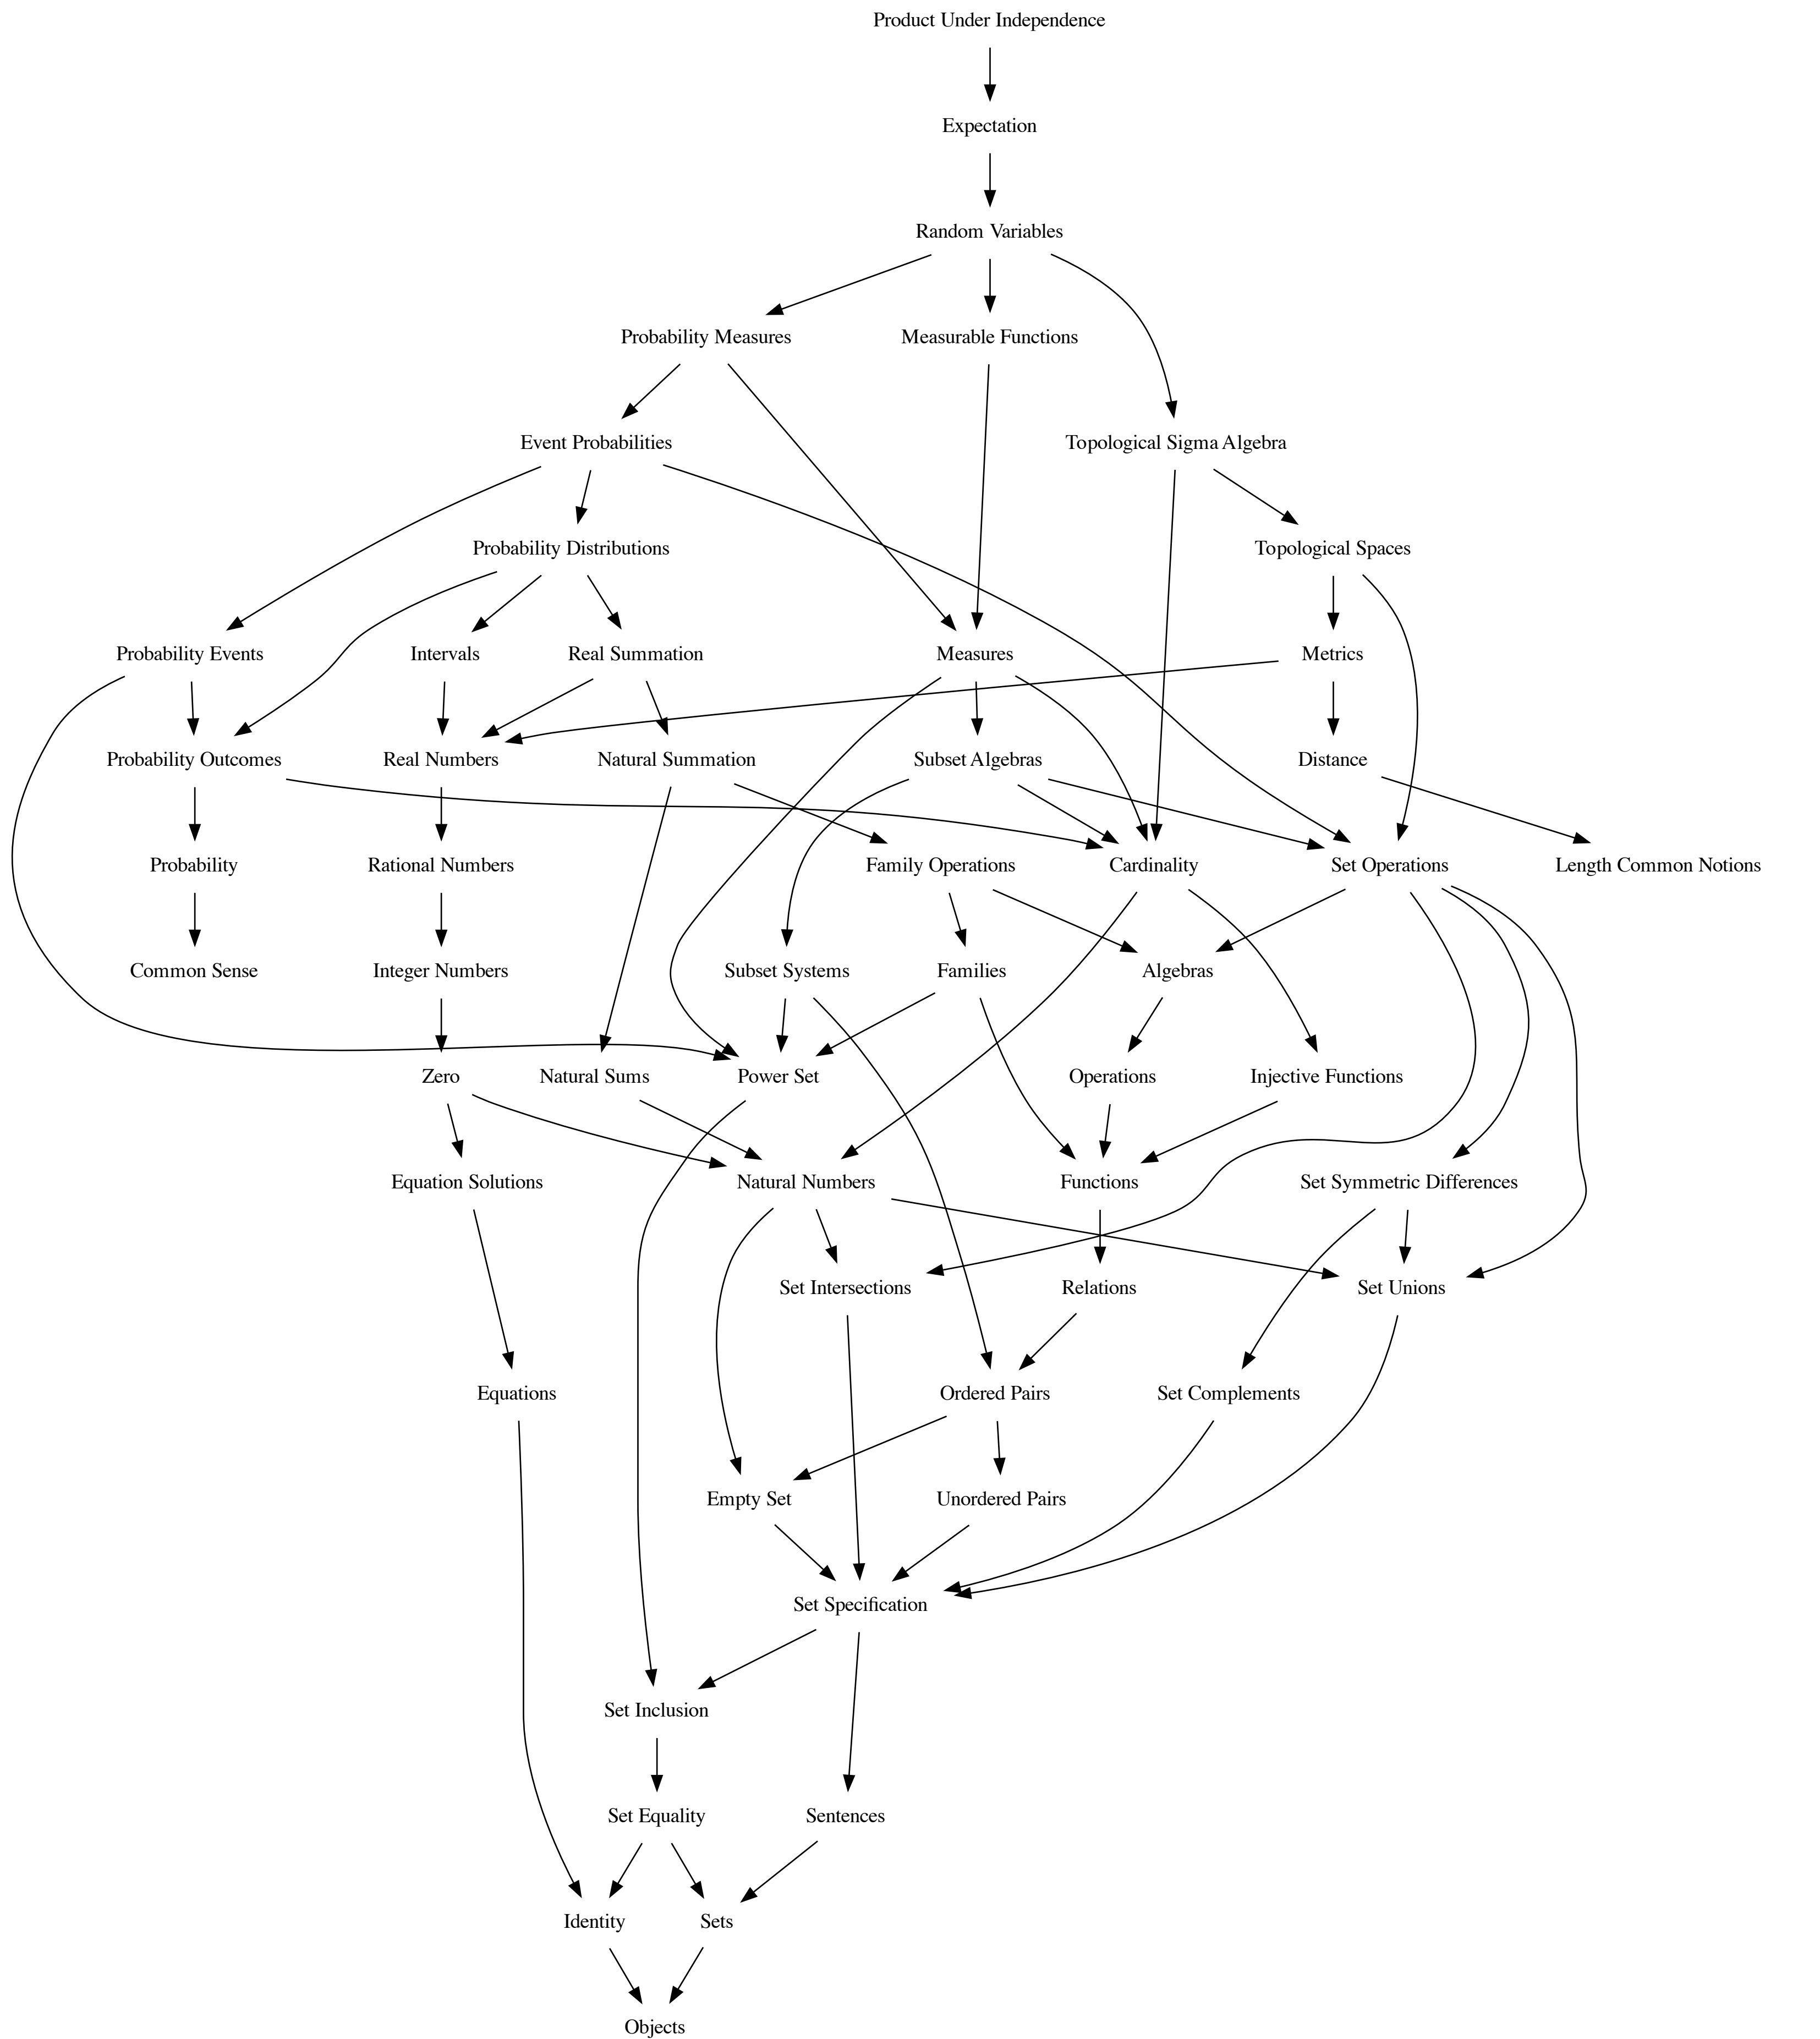 Product Under Independence
Expectation
Random Variables
Probability Measures
Measurable Functions
Event Probabilities
Topological Sigma Algebra
Probability Distributions
Topological Spaces
Probability Events
Intervals
Real Summation
Measures
Metrics
Probability Outcomes
Real Numbers
Natural Summation
Subset Algebras
Distance
Probability
Rational Numbers
Family Operations
Cardinality
Set Operations
Length Common Notions
Common Sense
Integer Numbers
Subset Systems
Families
Algebras
Zero
Natural Sums
Power Set
Operations
Injective Functions
Equation Solutions
Natural Numbers
Functions
Set Symmetric Differences
Set Intersections
Relations
Set Unions
Equations
Ordered Pairs
Set Complements
Empty Set
Unordered Pairs
Set Specification
Set Inclusion
Set Equality
Sentences
Identity
Sets
Objects